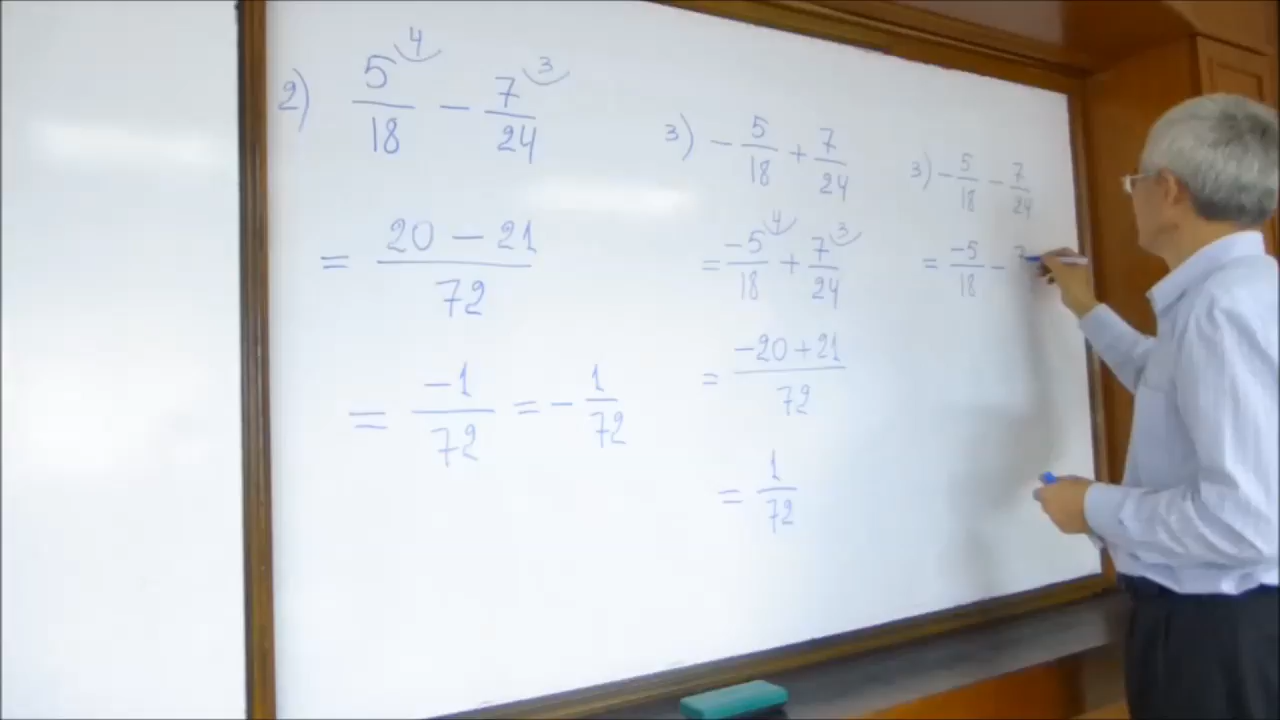 2) 5/18 - 7/24
4 3
= 20 - 21 / 72
= -1/72 = - 1/72
3) - 5/18 + 7/24
= -5/18 + 7/24
4 3
= -20 + 21 / 72
= 1/72
3) - 5/18 - 7/24
= -5/18 - 7